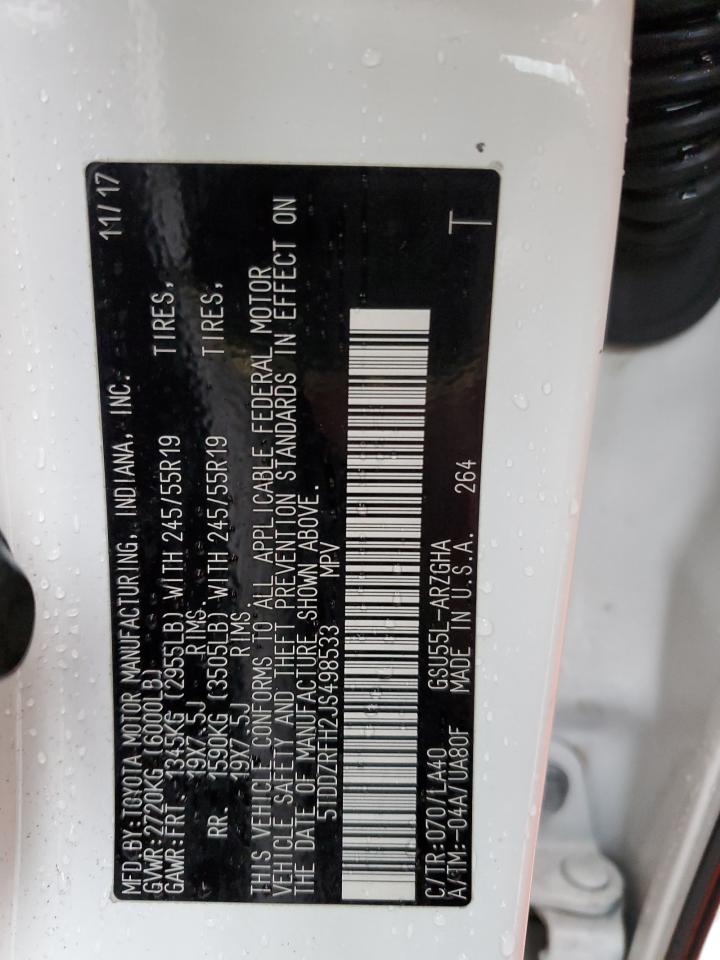 MFD BY:TOYOTA MOTOR MANUFACTURING, INDIANA, INC. 11/17
GVWR:2720KG (6000LB)
GAWR:FRT 1345KG (2955LB) WITH 245/55R19 TIRES,
19X7.5J RIMS.
RR. 1590KG (3505LB) WITH 245/55R19 TIRES,
19X7.5J RIMS.
THIS VEHICLE CONFORMS TO ALL APPLICABLE FEDERAL MOTOR
VEHICLE SAFETY AND THEFT PREVENTION STANDARDS IN EFFECT ON
THE DATE OF MANUFACTURE SHOWN ABOVE.
5TDDZRFH2JS498533 MPV
C/TR:070/LA40 GSU55L-ARZGHA
A/TM:-04A/UA80F MADE IN U.S.A. 264 T